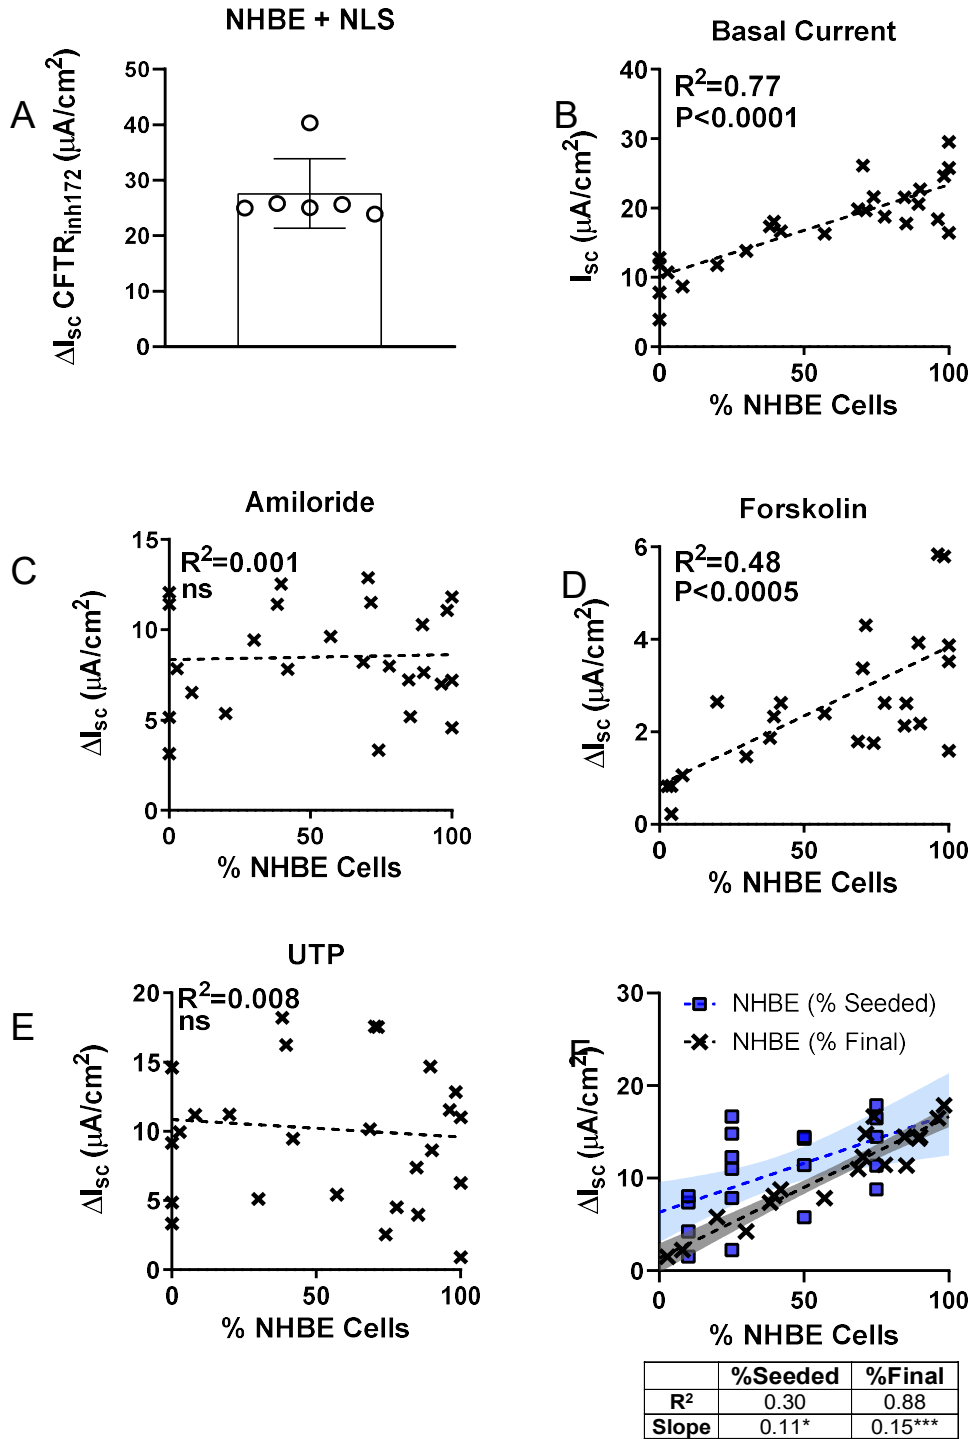 NHBE + NLS
A
ΔISC CFTRinh172 (µA/cm2)
50
40
30
20
10
0
Basal Current
B
R2=0.77
P<0.0001
ISC (µA/cm2)
40
30
20
10
0
0 50 100
% NHBE Cells
Amiloride
C
R2=0.001
ns
ΔISC (µA/cm2)
15
10
5
0
0 50 100
% NHBE Cells
Forskolin
D
R2=0.48
P<0.0005
ΔISC (µA/cm2)
6
4
2
0
0 50 100
% NHBE Cells
UTP
E
R2=0.008
ns
ΔISC (µA/cm2)
20
15
10
5
0
0 50 100
% NHBE Cells
F
NHBE (% Seeded)
NHBE (% Final)
ΔISC (µA/cm2)
30
20
10
0
0 50 100
% NHBE Cells
%Seeded %Final
R2 0.30 0.88
Slope 0.11* 0.15***